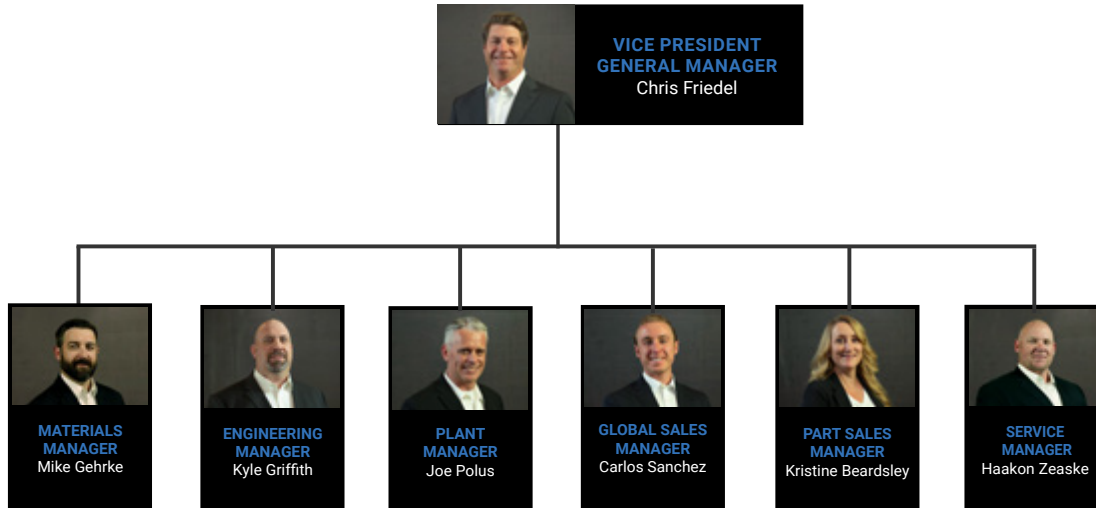 VICE PRESIDENT
GENERAL MANAGER
Chris Friedel
MATERIALS
MANAGER
Mike Gehrke
ENGINEERING
MANAGER
Kyle Griffith
PLANT
MANAGER
Joe Polus
GLOBAL SALES
MANAGER
Carlos Sanchez
PART SALES
MANAGER
Kristine Beardsley
SERVICE
MANAGER
Haakon Zeaske